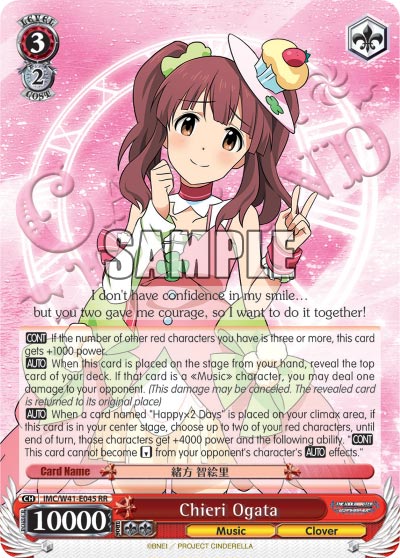 LEVEL
3
2
COST
CANDY ISLAND
SAMPLE
I don't have confidence in my smile...
but you two gave me courage, so I want to do it together!
CONT If the number of other red characters you have is three or more, this card
gets +1000 power.
AUTO When this card is placed on the stage from your hand, reveal the top
card of your deck. If that card is a «Music» character, you may deal one
damage to your opponent. (This damage may be canceled. The revealed card
is returned to its original place)
AUTO When a card named "Happy×2 Days" is placed on your climax area, if
this card is in your center stage, choose up to two of your red characters, until
end of turn, those characters get +4000 power and the following ability. "CONT
This card cannot become from your opponent's character's AUTO effects."
Card Name
緒方 智絵里
CH IMC/W41-E045 RR
Chieri Ogata
10000
Music
Clover
©BNEI / PROJECT CINDERELLA